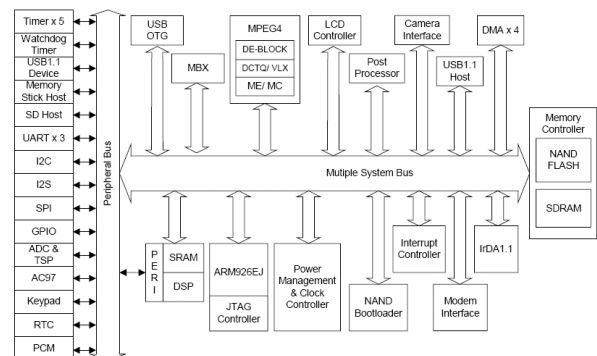 Timer x 5
Watchdog
Timer
USB1.1
Device
Memory
Stick Host
SD Host
UART x 3
I2C
I2S
SPI
GPIO
ADC &
TSP
AC97
Keypad
RTC
PCM
Peripheral Bus
USB
OTG
MBX
MPEG4
DE-BLOCK
DCTQ/ VLX
ME/ MC
LCD
Controller
Post
Processor
Camera
Interface
USB1.1
Host
DMA x 4
Memory
Controller
NAND
FLASH
SDRAM
Mutiple System Bus
PERI
SRAM
DSP
ARM926EJ
JTAG
Controller
Power
Management
& Clock
Controller
NAND
Bootloader
Interrupt
Controller
Modem
Interface
IrDA1.1